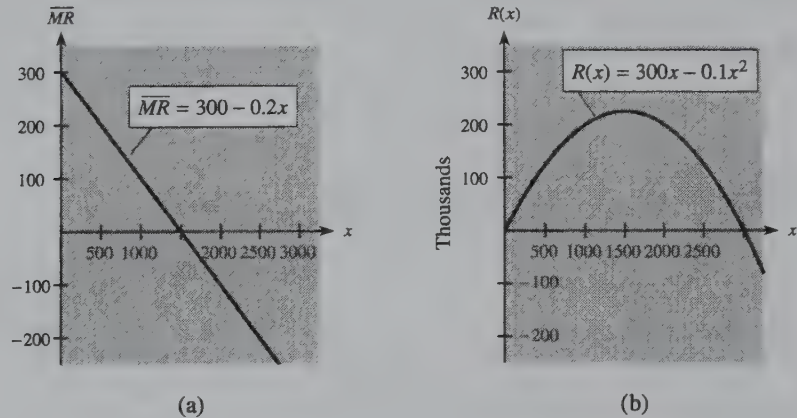 MR
300
200
100
-100
-200
MR = 300 – 0.2x
500 1000 2000 2500 3000
x
(a)
R(x)
300
200
100
-100
-200
Thousands
R(x) = 300x – 0.1x²
500 1000 1500 2000 2500
x
(b)